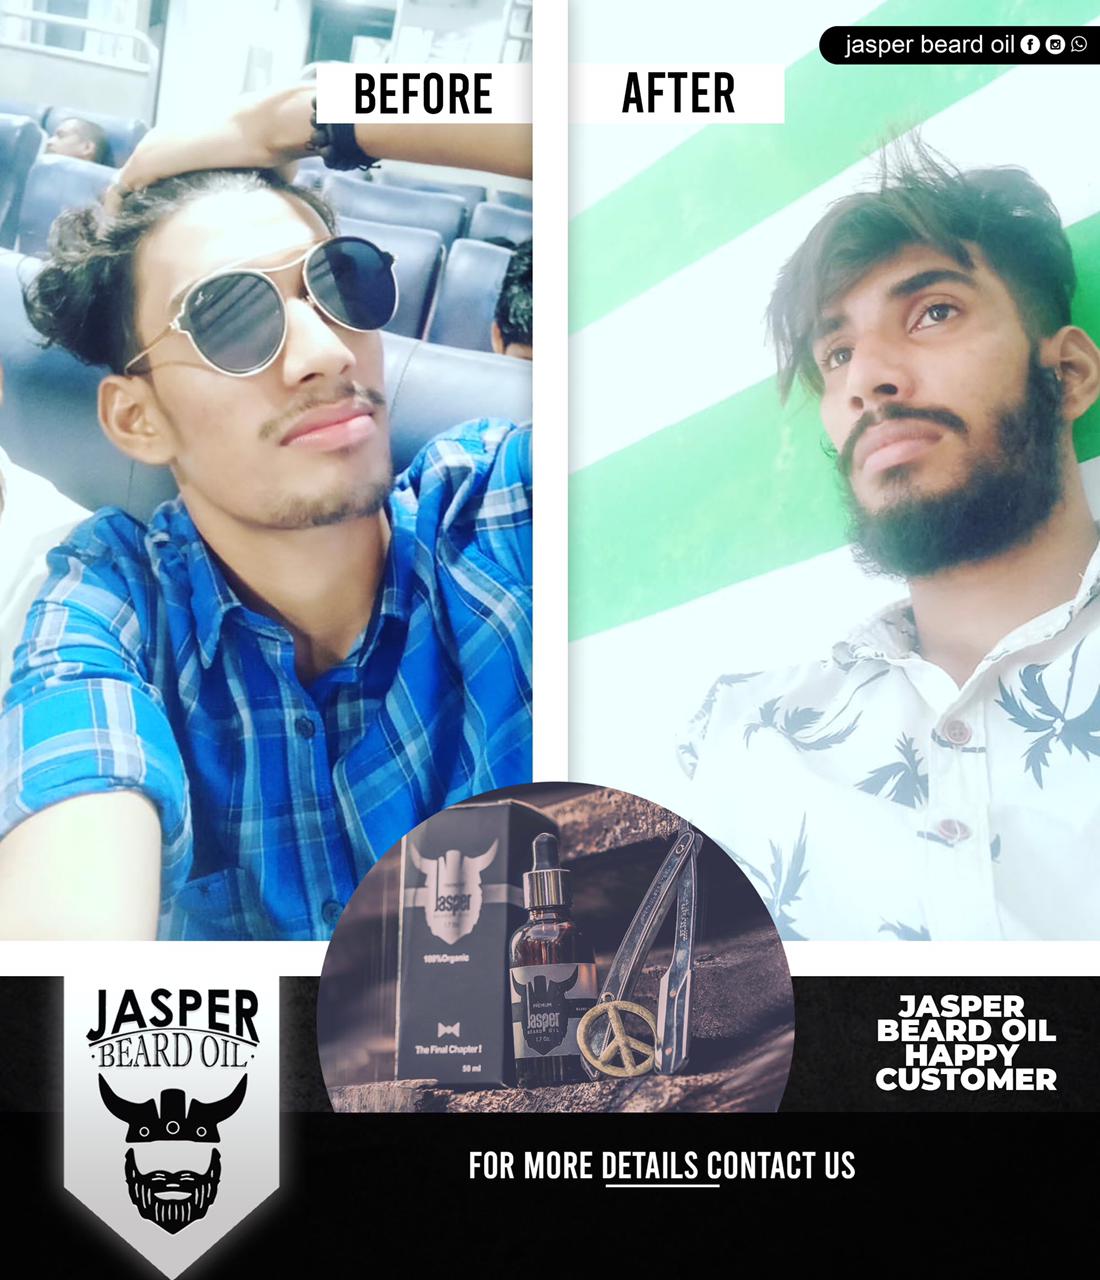 jasper beard oil
BEFORE
AFTER
PREMIUM
Jasper
100%Organic
The Final Chapter!
50 ml
PREMIUM
Jasper
BEARD OIL
1.7 Oz.
JASPER
·BEARD OIL·
JASPER
BEARD OIL
HAPPY
CUSTOMER
FOR MORE DETAILS CONTACT US